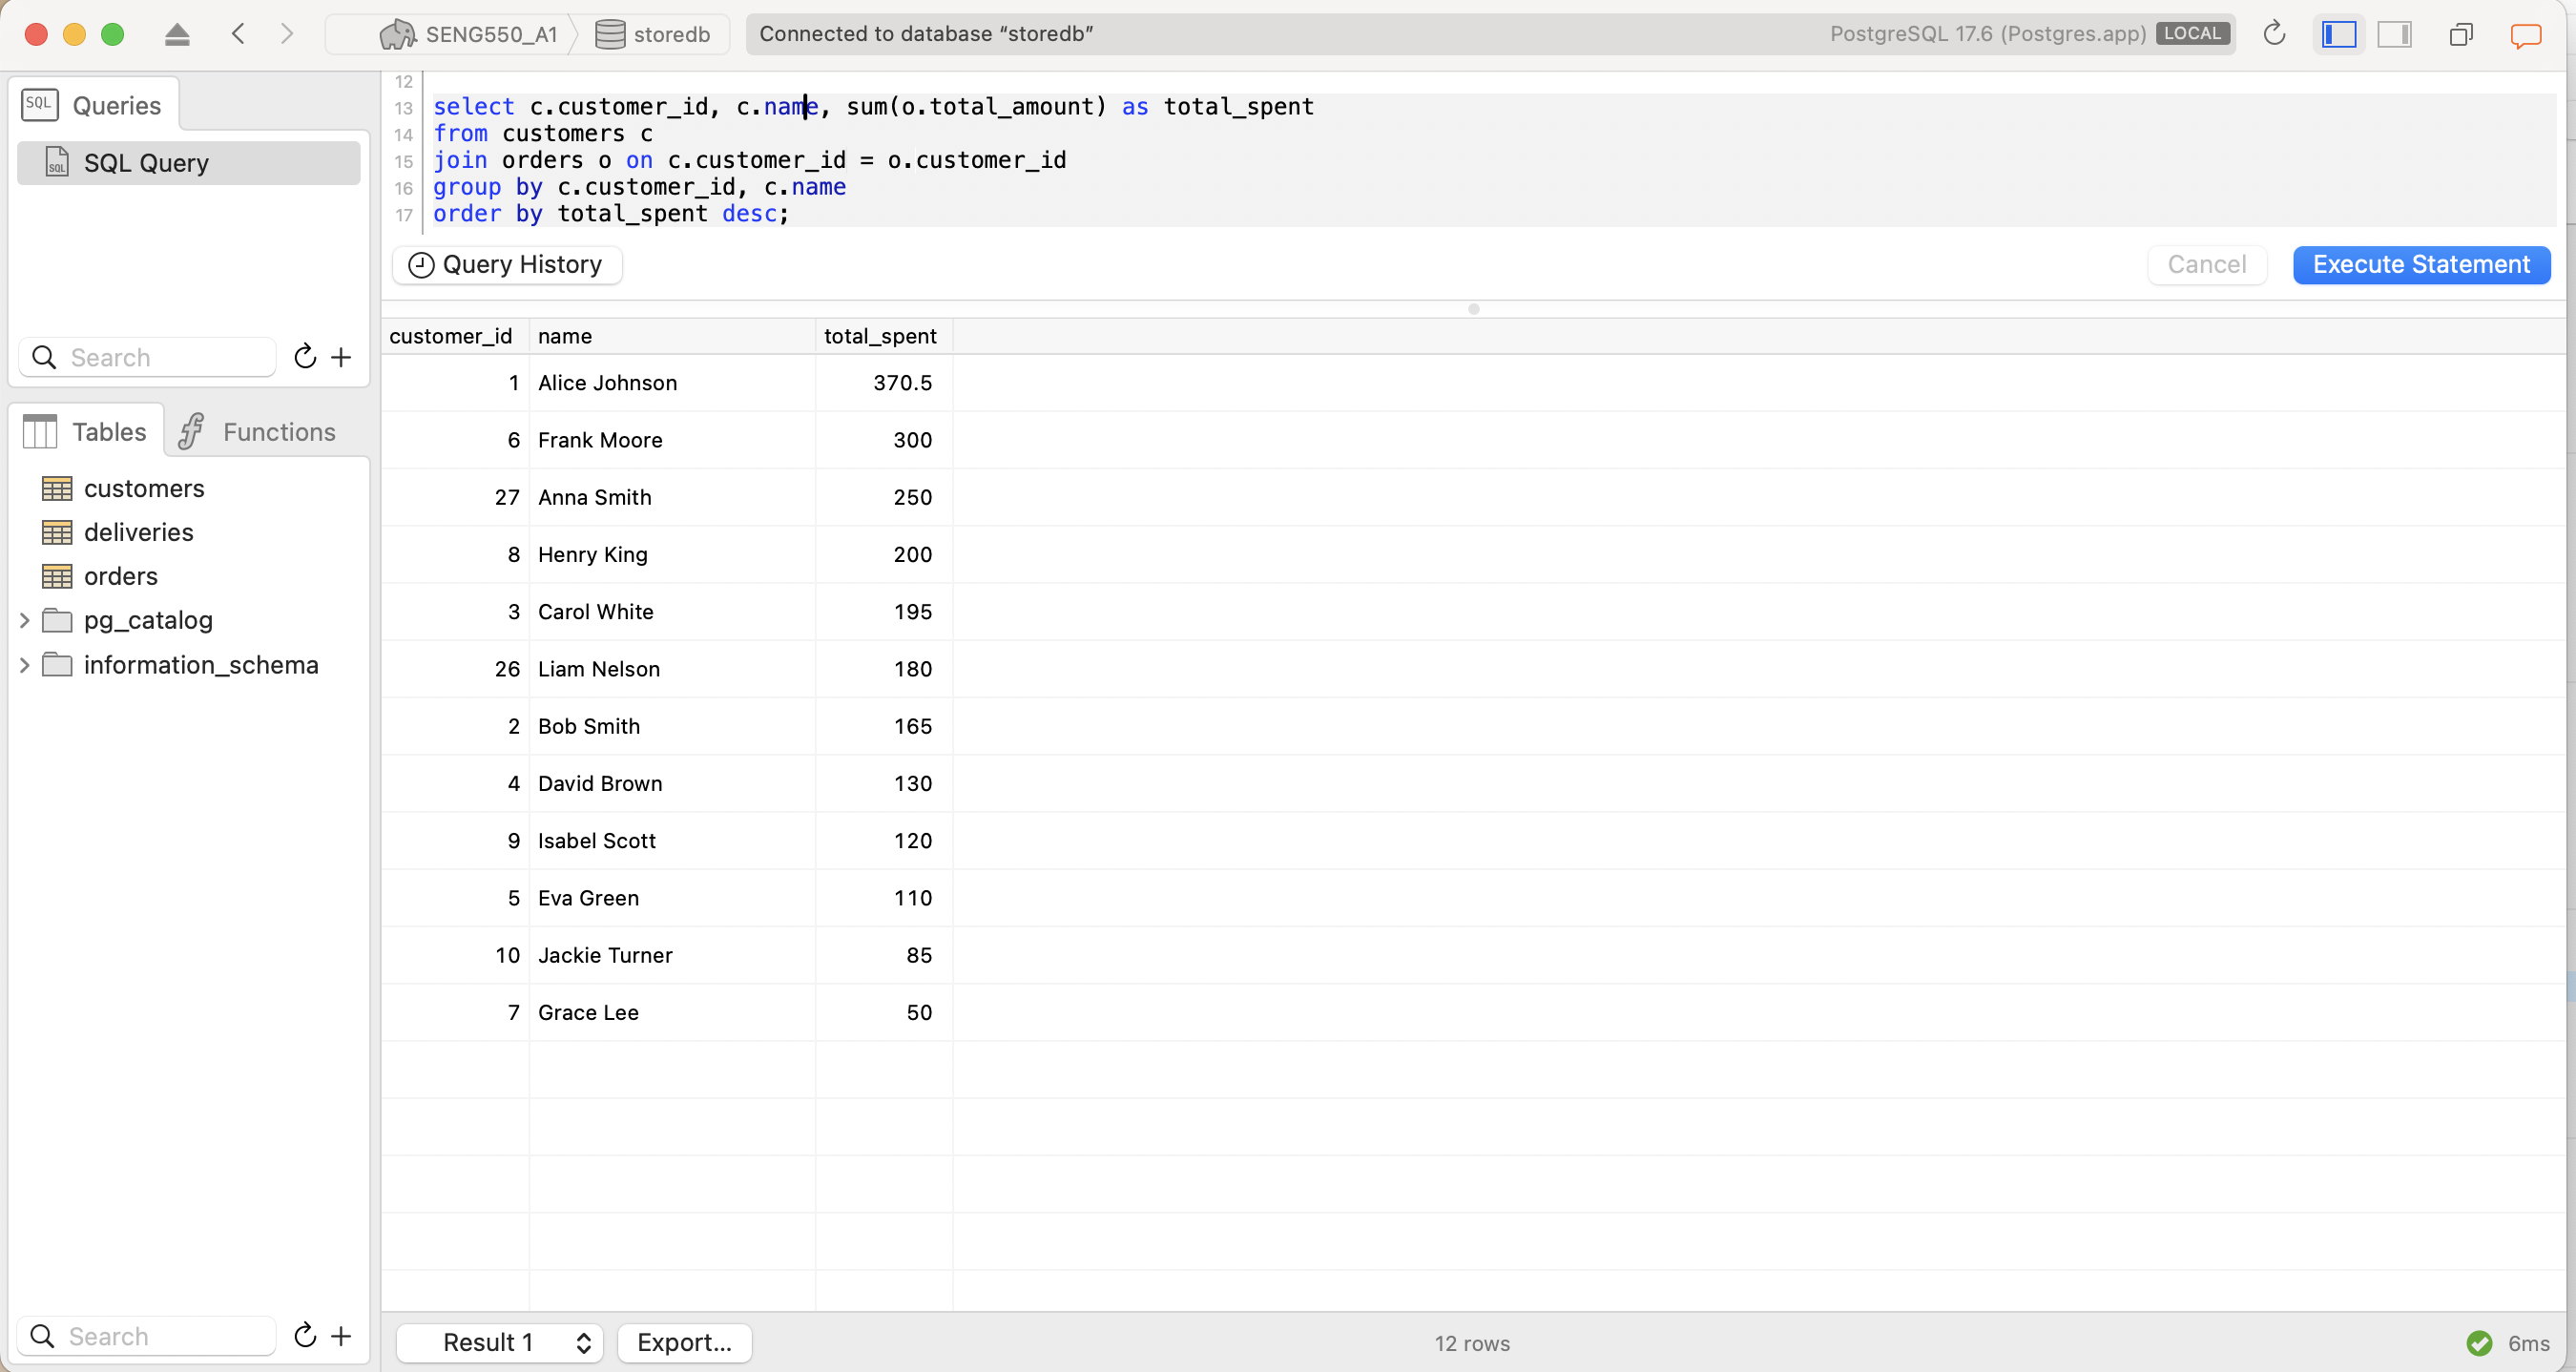 SENG550_A1 storedb Connected to database “storedb” PostgreSQL 17.6 (Postgres.app) LOCAL
SQL Queries
SQL SQL Query
Search
Tables Functions
customers
deliveries
orders
pg_catalog
information_schema
Search
12
13 select c.customer_id, c.name, sum(o.total_amount) as total_spent
14 from customers c
15 join orders o on c.customer_id = o.customer_id
16 group by c.customer_id, c.name
17 order by total_spent desc;
Query History Cancel Execute Statement
customer_id name total_spent
1 Alice Johnson 370.5
6 Frank Moore 300
27 Anna Smith 250
8 Henry King 200
3 Carol White 195
26 Liam Nelson 180
2 Bob Smith 165
4 David Brown 130
9 Isabel Scott 120
5 Eva Green 110
10 Jackie Turner 85
7 Grace Lee 50
Result 1 Export... 12 rows 6ms